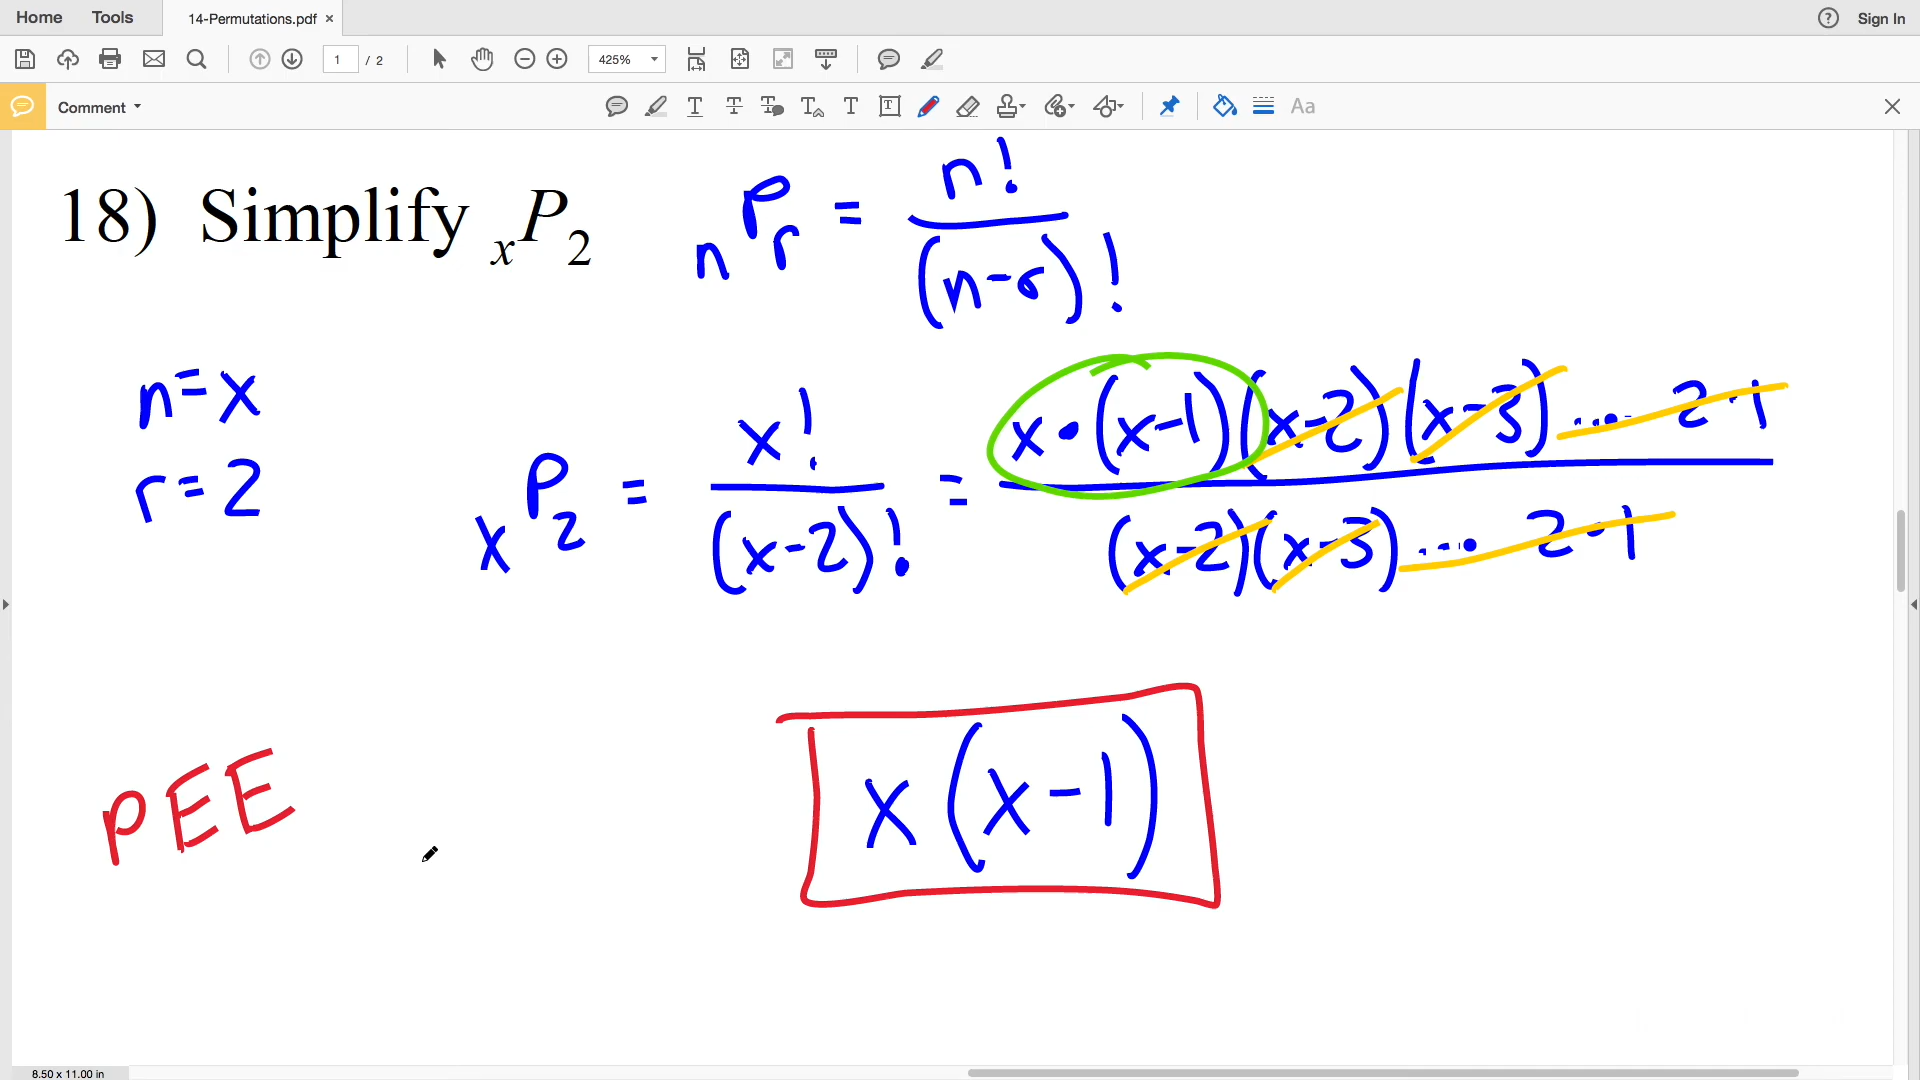 Home Tools 14-Permutations.pdf × ? Sign In
1 / 2 425%
Comment T T T T T T Aa
18) Simplify xP2
nPr = n! / (n-r)!
n=x
r=2
xP2 = x! / (x-2)! = x•(x-1)(x-2)(x-3)....2·1 / (x-2)(x-3)....2·1
x(x-1)
PEE
8.50 x 11.00 in